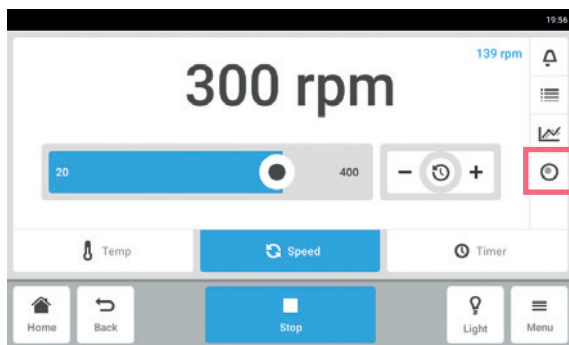 19:56
139 rpm
300 rpm
20
400
Temp
Speed
Timer
Home
Back
Stop
Light
Menu